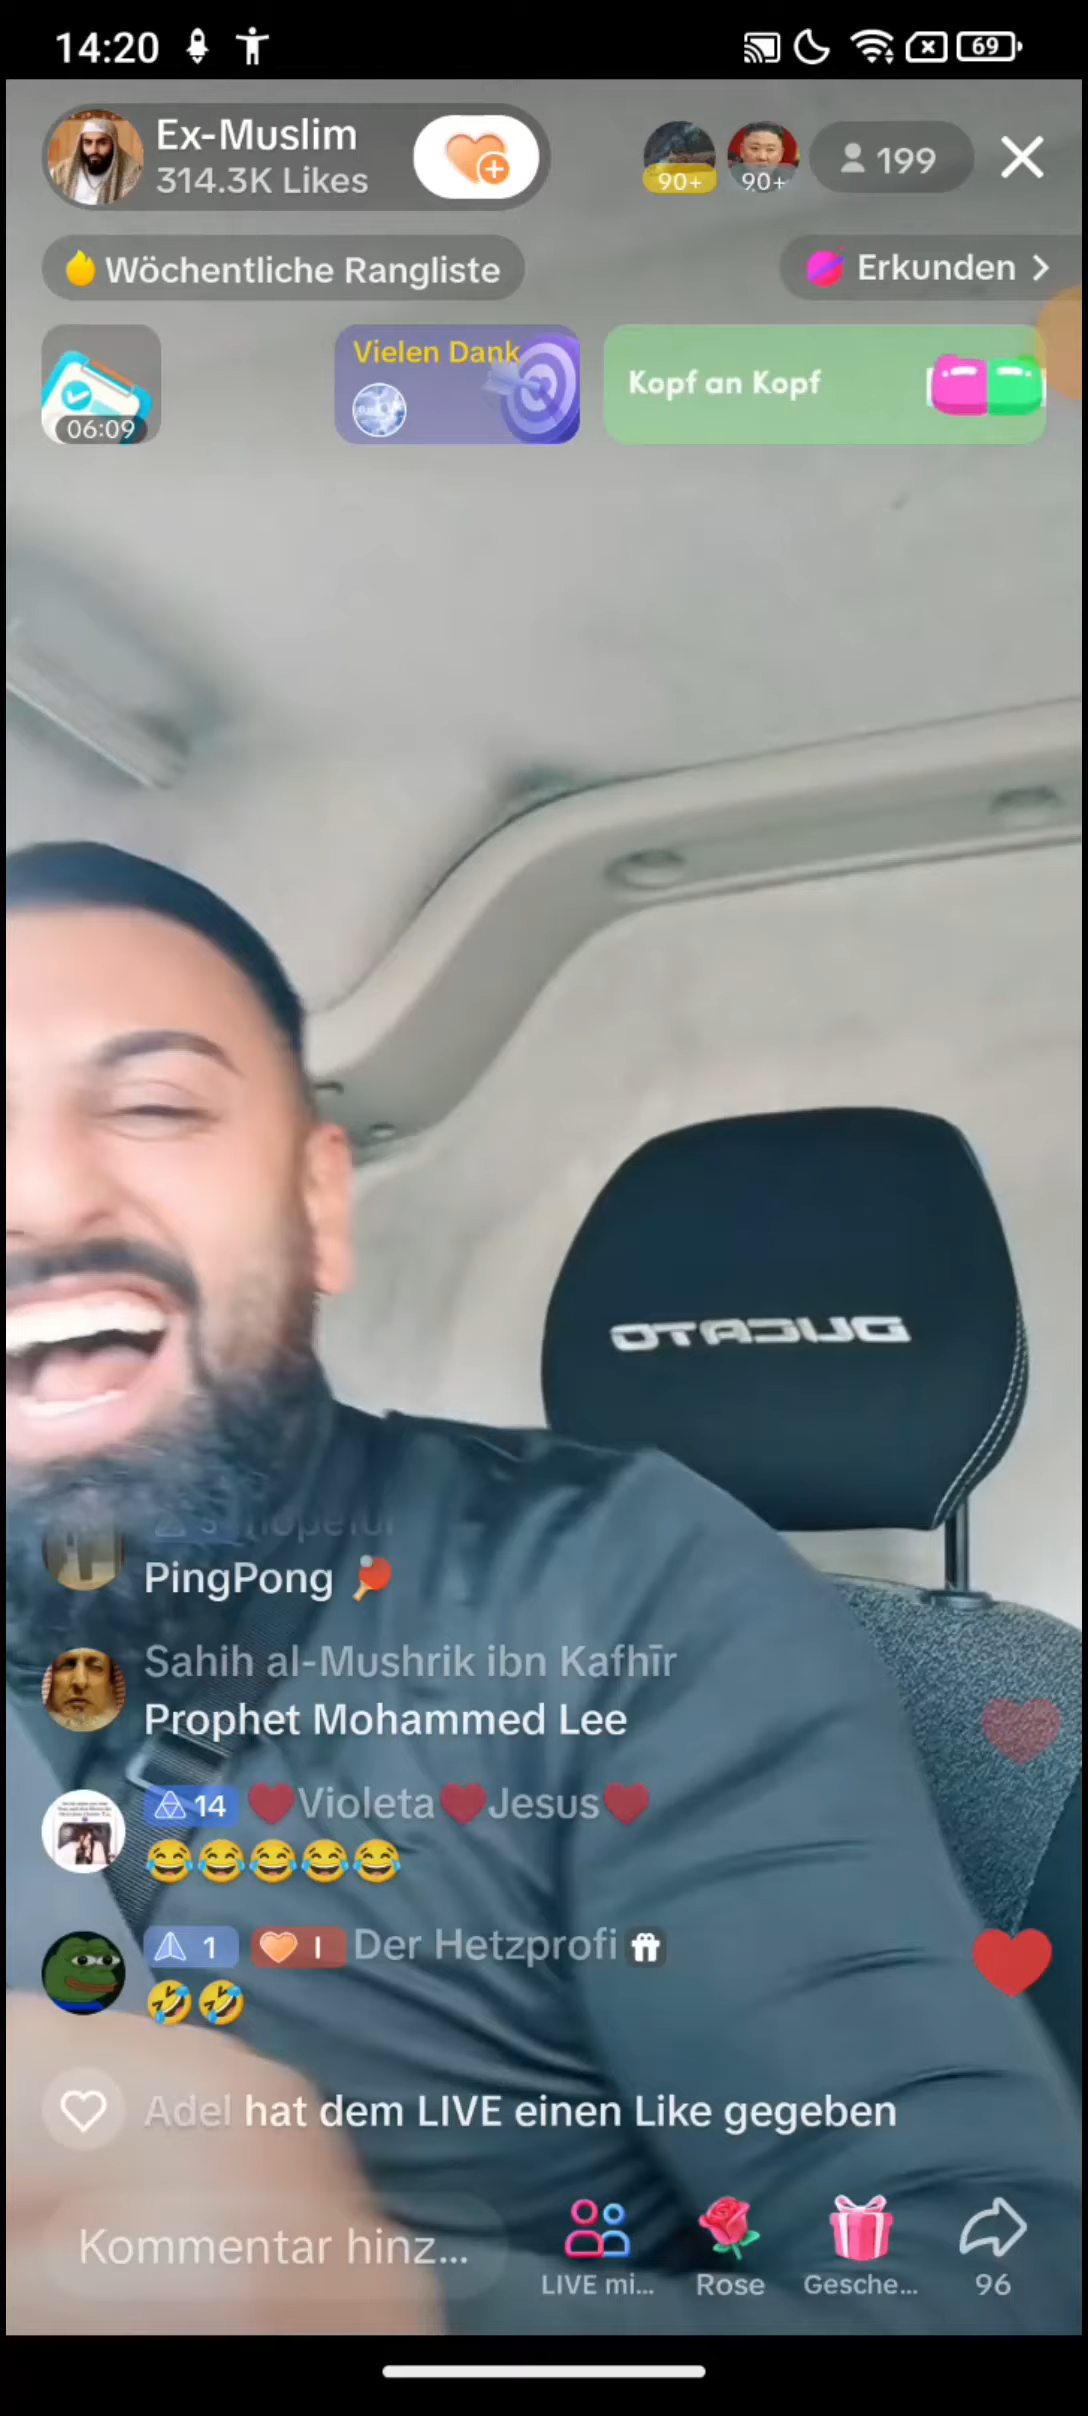 14:20
69
Ex-Muslim
314.3K Likes
90+
90+
199
Wöchentliche Rangliste
Erkunden
06:09
Vielen Dank
Kopf an Kopf
DUCATO
PingPong
Sahih al-Mushrik ibn Kafhīr
Prophet Mohammed Lee
14 Violeta Jesus
1 I Der Hetzprofi
Adel hat dem LIVE einen Like gegeben
Kommentar hinz...
LIVE mi...
Rose
Gesche...
96